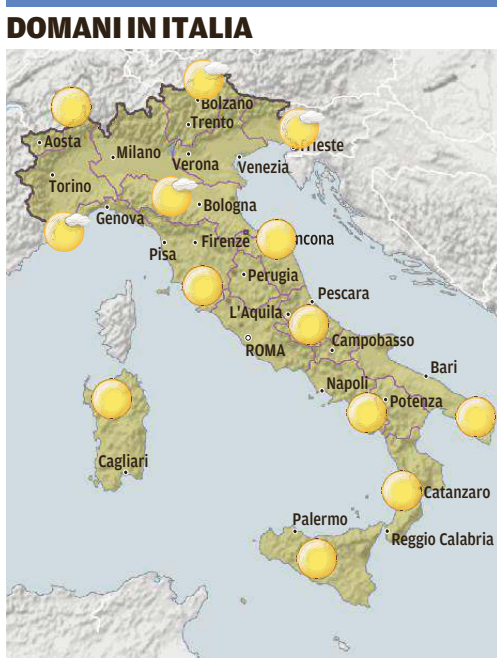 DOMANI IN ITALIA
Bolzano
Trento
Aosta
Milano
Verona
Venezia
Torino
Genova
Bologna
Pisa
Firenze
ncona
Perugia
Pescara
L'Aquila
ROMA
Campobasso
Bari
Napoli
Potenza
Cagliari
Catanzaro
Palermo
Reggio Calabria